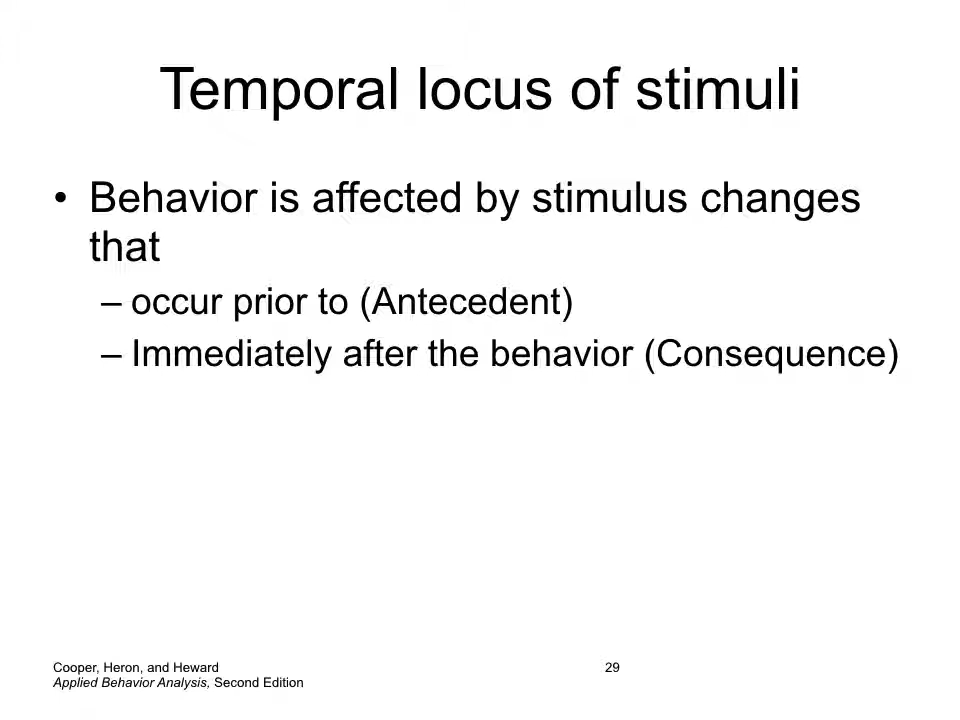 Temporal locus of stimuli
• Behavior is affected by stimulus changes
that
– occur prior to (Antecedent)
– Immediately after the behavior (Consequence)
Cooper, Heron, and Heward
Applied Behavior Analysis, Second Edition
29